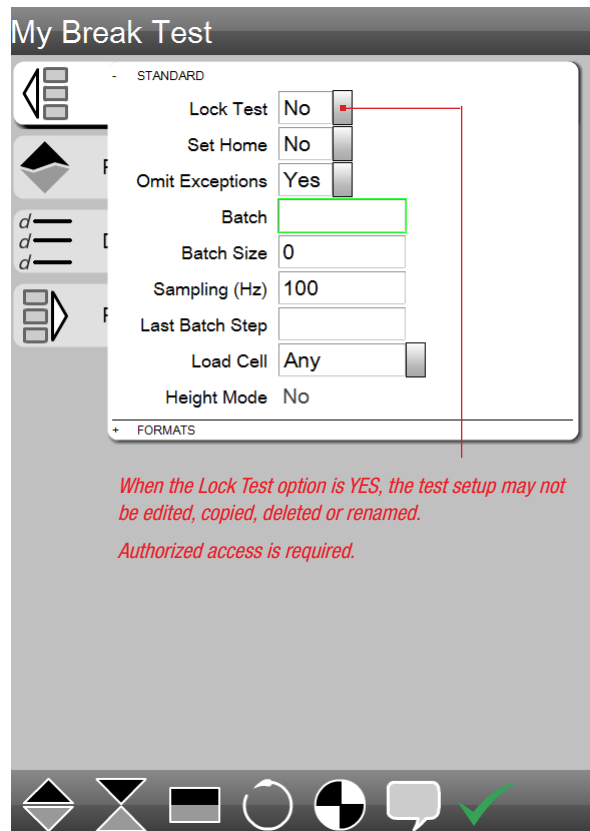 My Break Test
- STANDARD
Lock Test No
Set Home No
Omit Exceptions Yes
Batch
Batch Size 0
Sampling (Hz) 100
Last Batch Step
Load Cell Any
Height Mode No
+ FORMATS
d
d
d
When the Lock Test option is YES, the test setup may not
be edited, copied, deleted or renamed.
Authorized access is required.